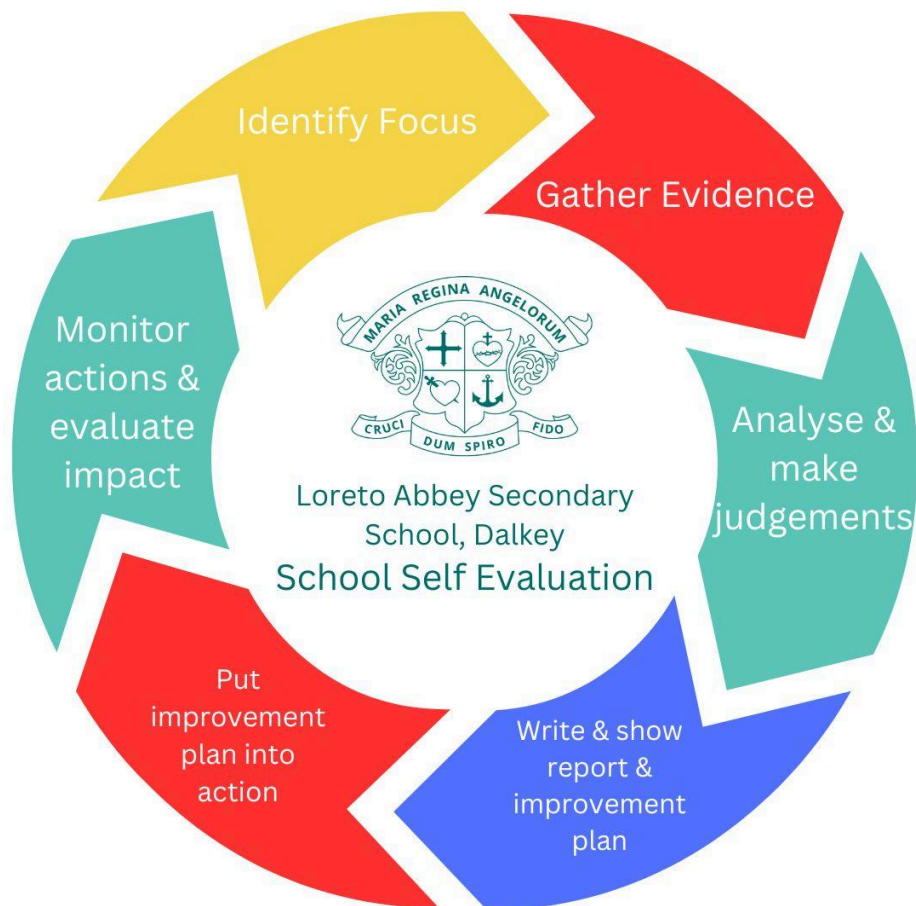 Identify Focus
Gather Evidence
Analyse &
make
judgements
Write & show
report &
improvement
plan
Put
improvement
plan into
action
Monitor
actions &
evaluate
impact
MARIA REGINA ANGELORUM
CRUCI DUM SPIRO FIDO
Loreto Abbey Secondary
School, Dalkey
School Self Evaluation